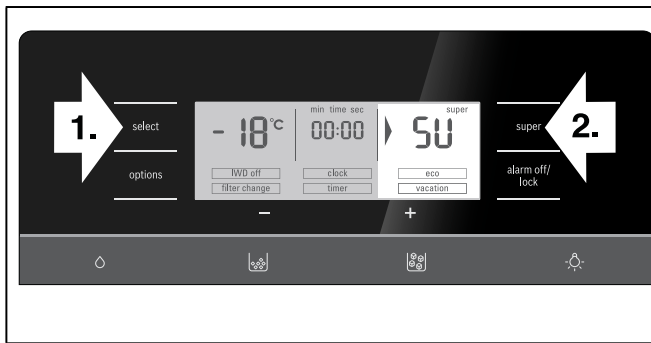 min time sec
super
1.
select
- 18 °C
00:00
SU
super
2.
options
IWD off
clock
eco
alarm off/
lock
filter change
timer
vacation
− +